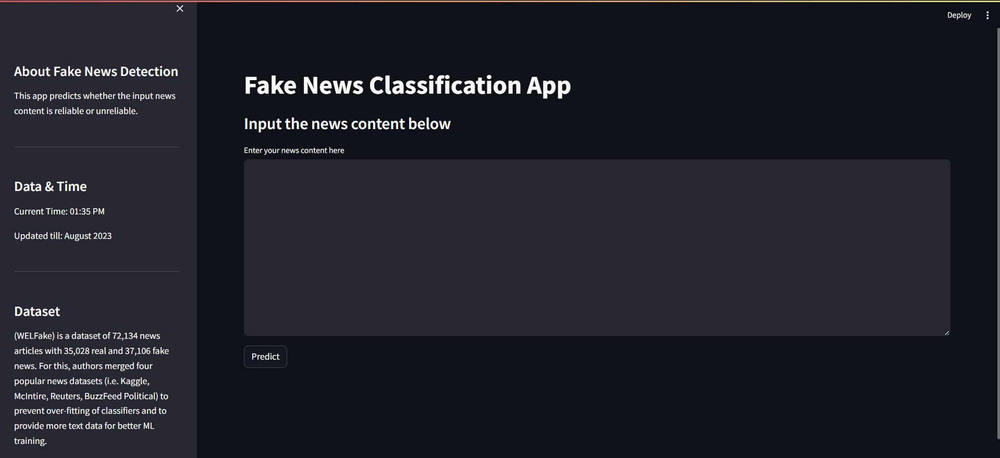 Deploy
About Fake News Detection
This app predicts whether the input news
content is reliable or unreliable.
Data & Time
Current Time: 01:35 PM
Updated till: August 2023
Dataset
(WELFake) is a dataset of 72,134 news
articles with 35,028 real and 37,106 fake
news. For this, authors merged four
popular news datasets (i.e. Kaggle,
McIntire, Reuters, BuzzFeed Political) to
prevent over-fitting of classifiers and to
provide more text data for better ML
training.
Fake News Classification App
Input the news content below
Enter your news content here
Predict